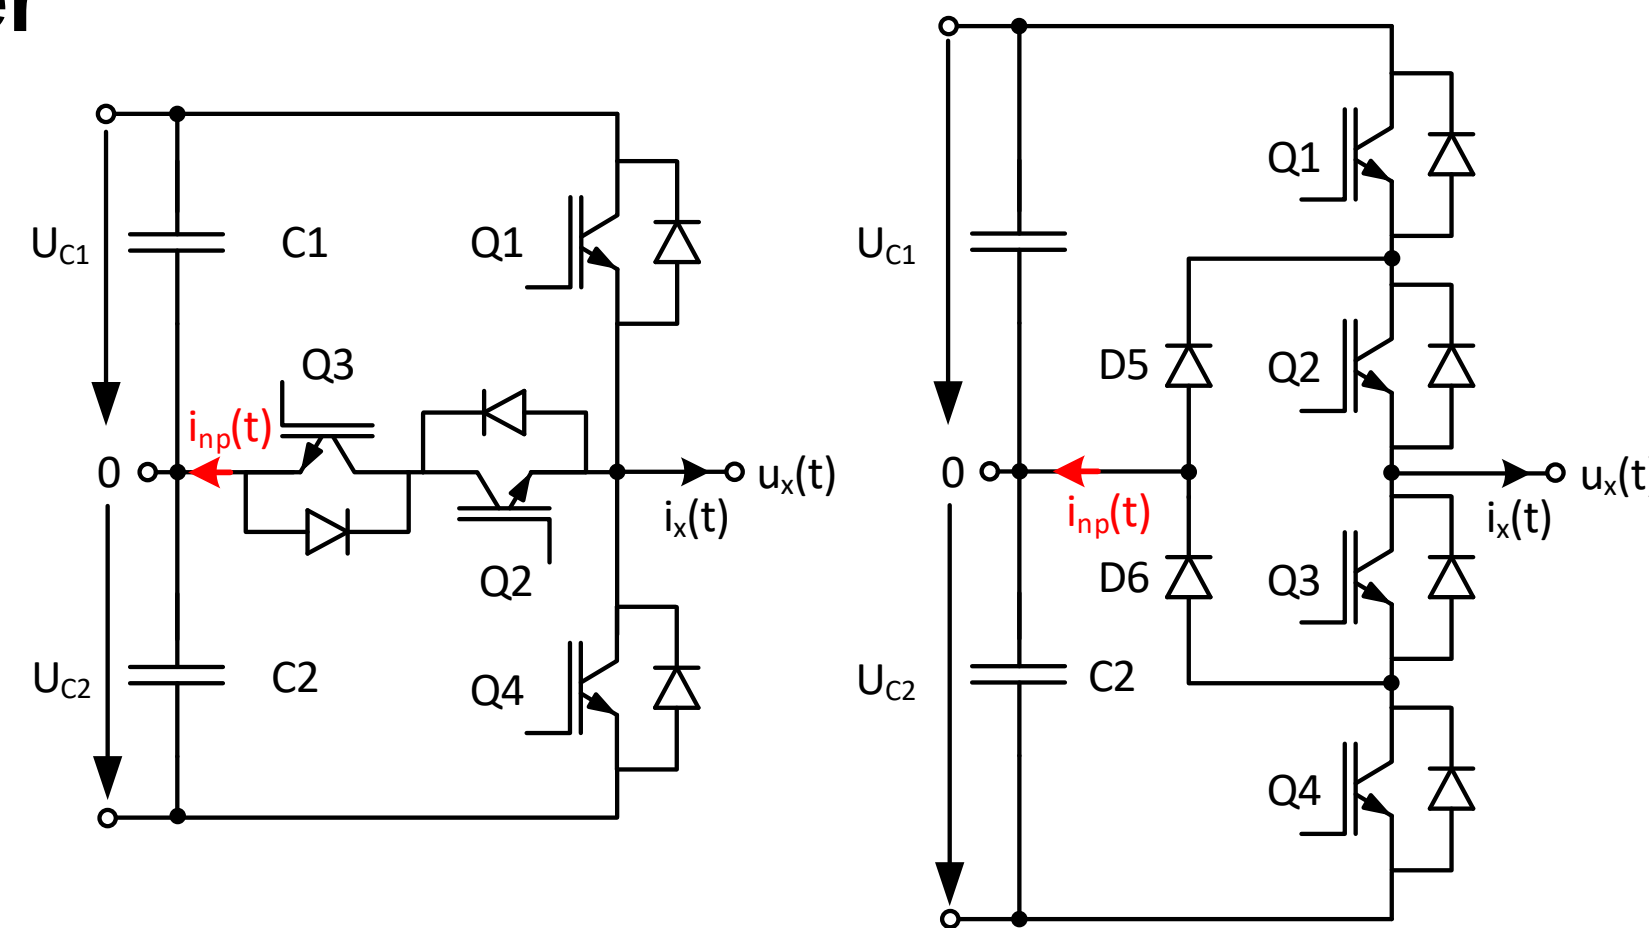 er
U_C1
C1
Q1
Q3
i_np(t)
0
u_x(t)
i_x(t)
Q2
U_C2
C2
Q4
Q1
U_C1
D5
Q2
0
i_np(t)
u_x(t
i_x(t)
D6
Q3
U_C2
C2
Q4